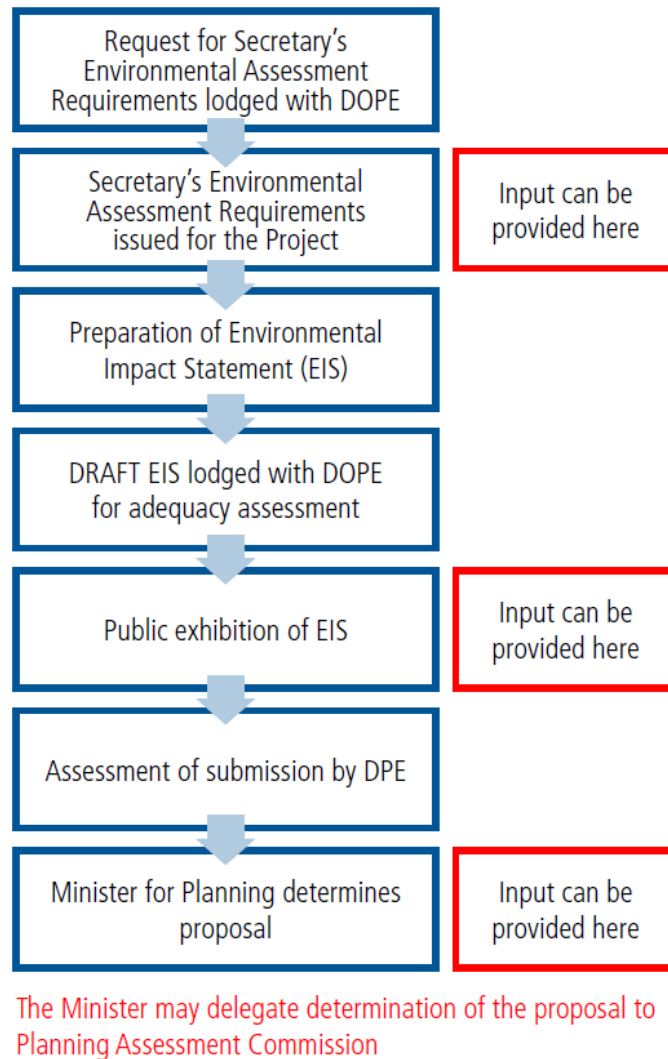 Request for Secretary's
Environmental Assessment
Requirements lodged with DOPE
Secretary's Environmental
Assessment Requirements
issued for the Project
Input can be
provided here
Preparation of Environmental
Impact Statement (EIS)
DRAFT EIS lodged with DOPE
for adequacy assessment
Public exhibition of EIS
Input can be
provided here
Assessment of submission by DPE
Minister for Planning determines
proposal
Input can be
provided here
The Minister may delegate determination of the proposal to
Planning Assessment Commission